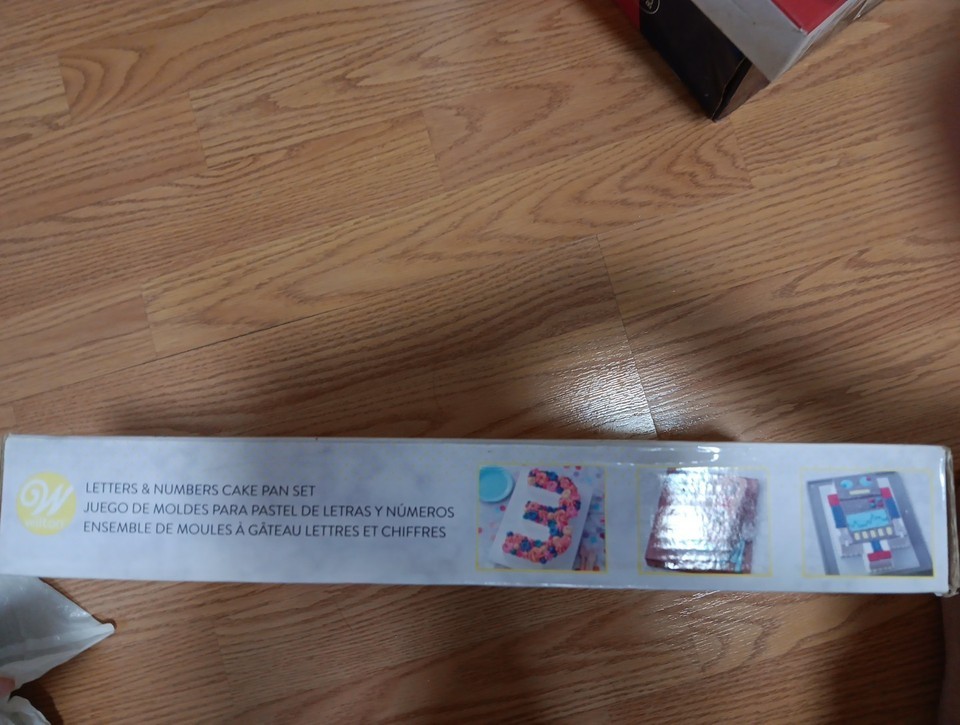 Wilton
LETTERS & NUMBERS CAKE PAN SET
JUEGO DE MOLDES PARA PASTEL DE LETRAS Y NÚMEROS
ENSEMBLE DE MOULES À GÂTEAU LETTRES ET CHIFFRES